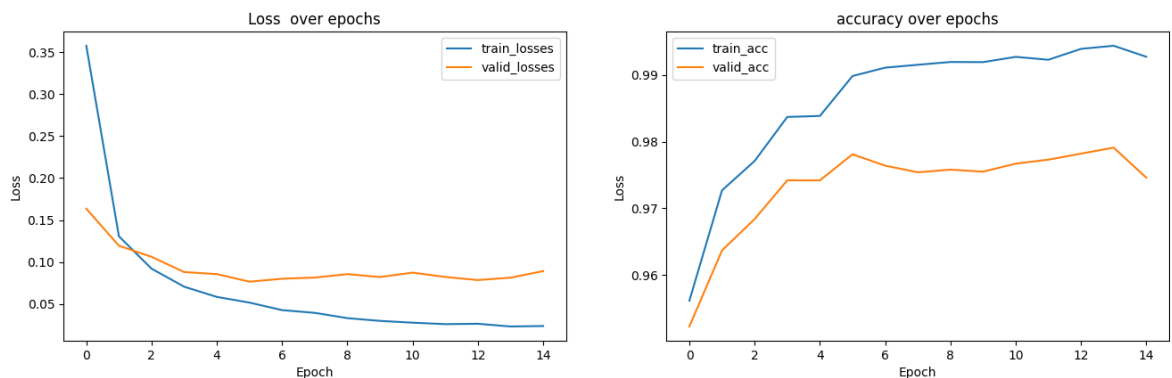 Loss  over epochs
0.35
0.30
0.25
0.20
0.15
0.10
0.05
Loss
train_losses
valid_losses
0 2 4 6 8 10 12 14
Epoch
accuracy over epochs
0.99
0.98
0.97
0.96
Loss
train_acc
valid_acc
0 2 4 6 8 10 12 14
Epoch